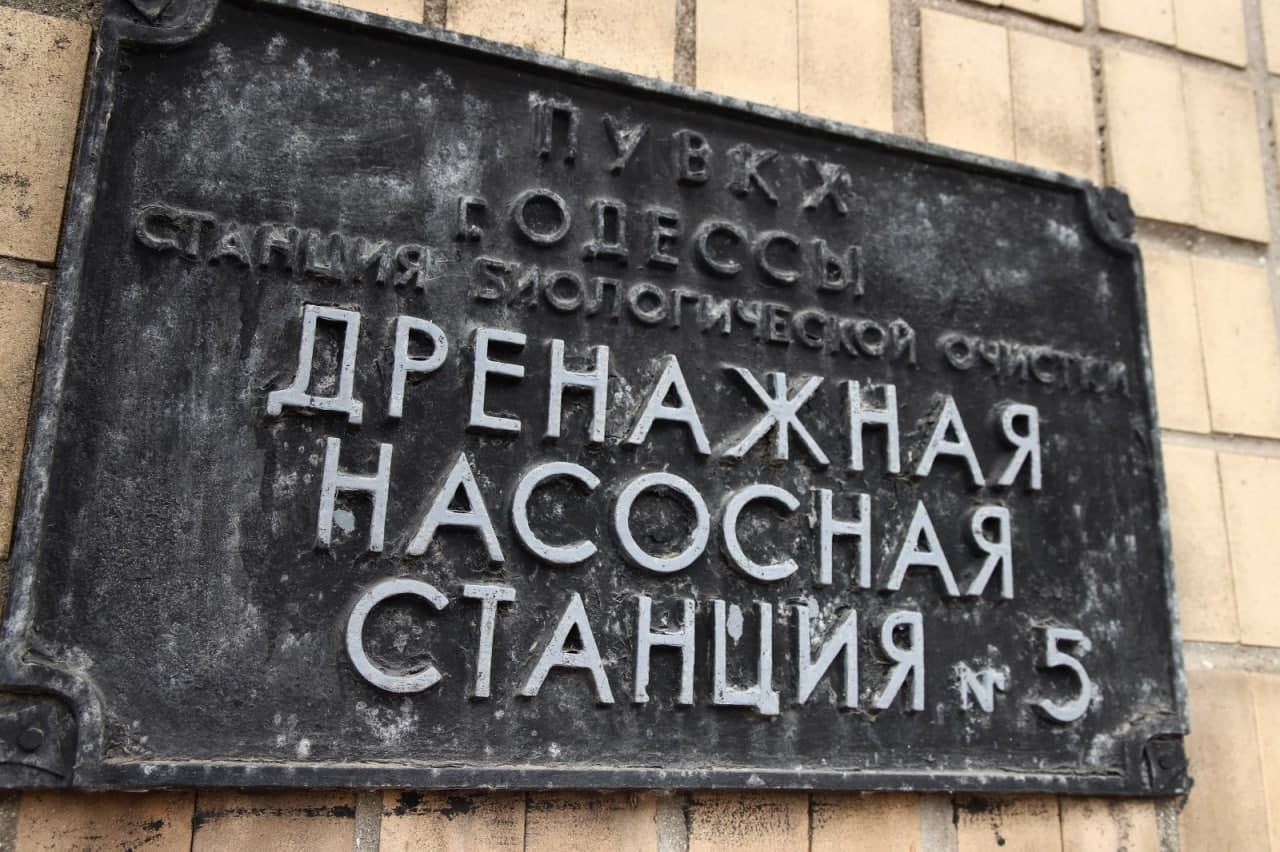 ПУВКХ
Г.ОДЕССЫ
СТАНЦИЯ БИОЛОГИЧЕСКОЙ ОЧИСТКИ
ДРЕНАЖНАЯ
НАСОСНАЯ
СТАНЦИЯ № 5